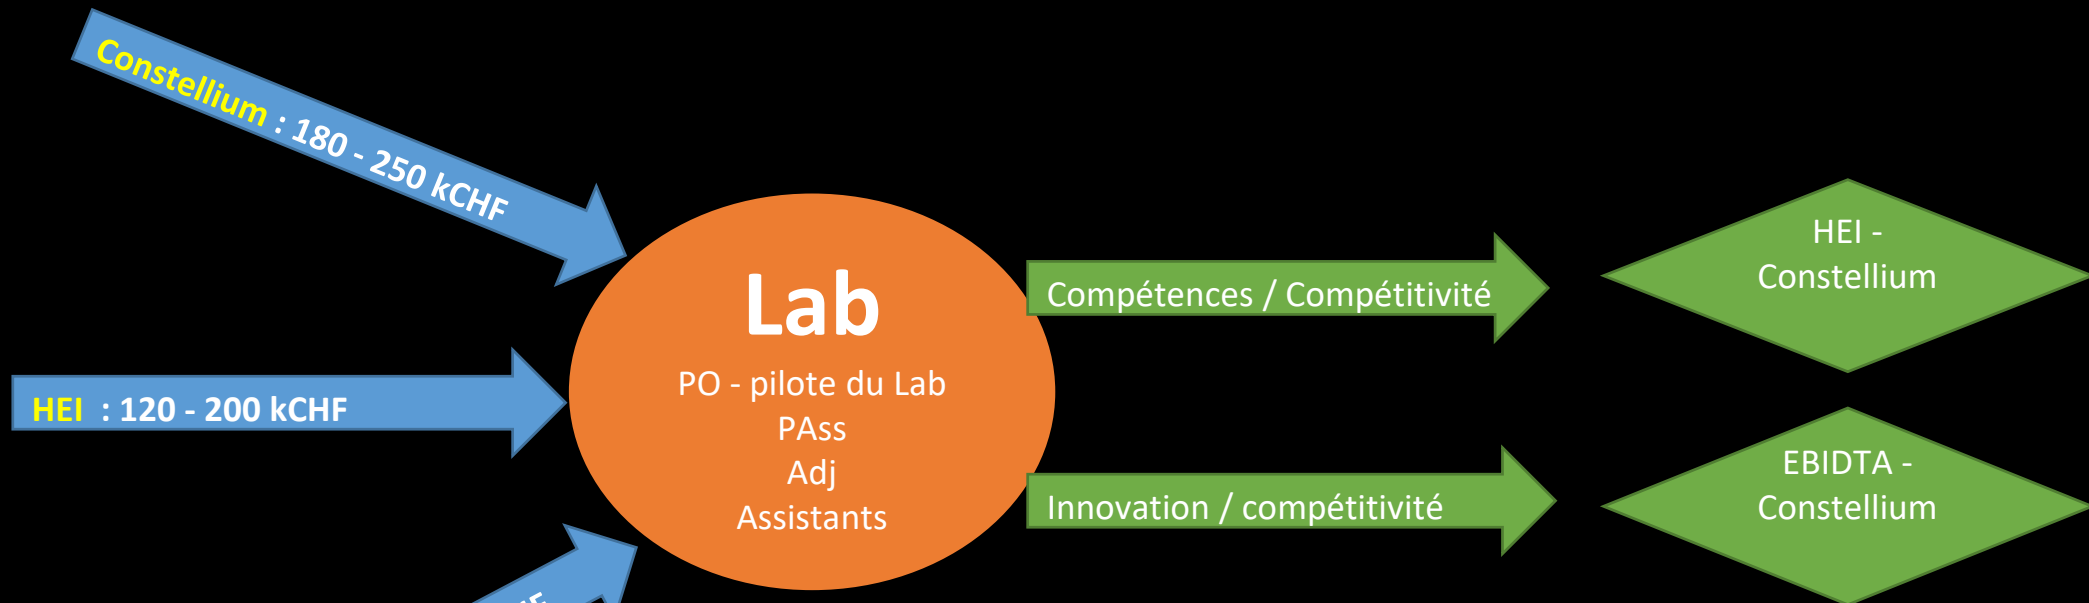 Constellium : 180 - 250 kCHF
HEI : 120 - 200 kCHF
Lab
PO - pilote du Lab
PAss
Adj
Assistants
Compétences / Compétitivité
Innovation / compétitivité
HEI -
Constellium
EBIDTA -
Constellium